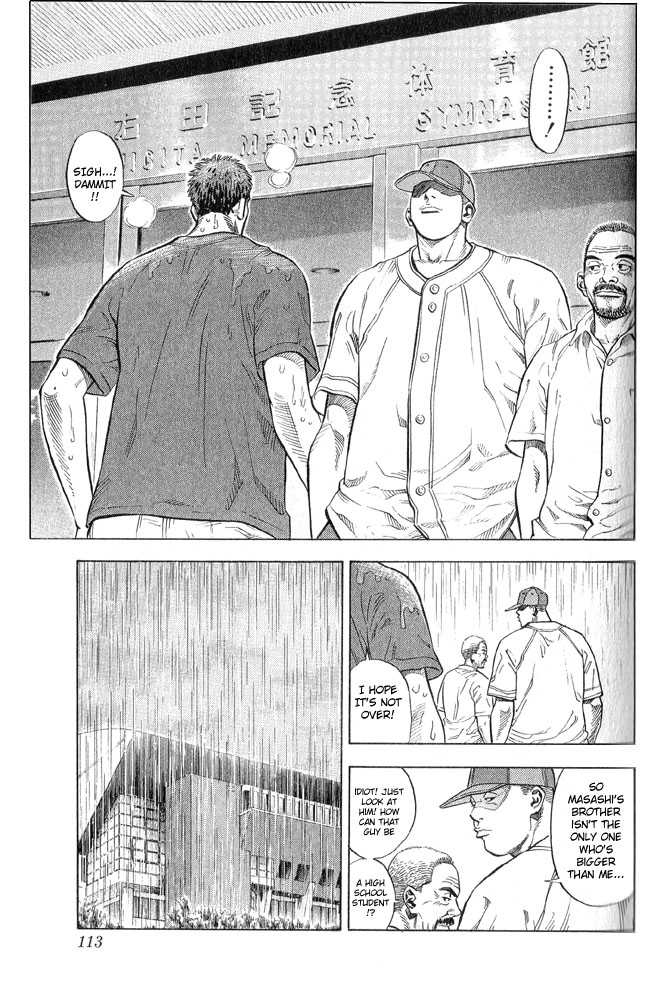 石田記念体育館
MEMORIAL GYMNASIUM
.........!
SIGH...!
DAMMIT
!!
I HOPE
IT'S NOT
OVER!
SO
MASASHI'S
BROTHER
ISN'T THE
ONLY ONE
WHO'S
BIGGER
THAN ME...
IDIOT! JUST
LOOK AT
HIM! HOW
CAN THAT
GUY BE
A HIGH
SCHOOL
STUDENT
!?
113